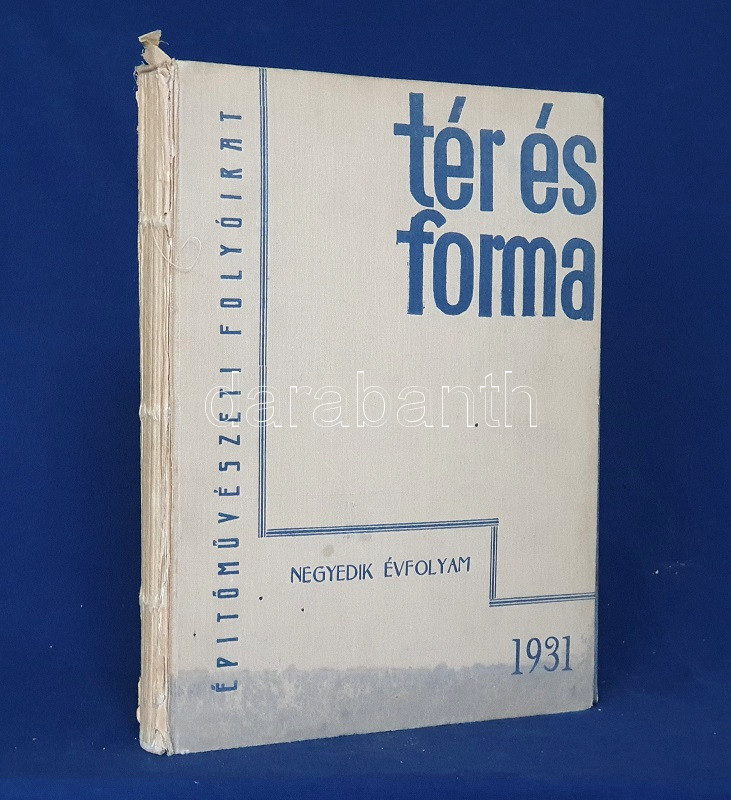 tér és
forma
ÉPITŐMŰVÉSZETI FOLYÓIRAT
darabanth
NEGYEDIK ÉVFOLYAM
1931